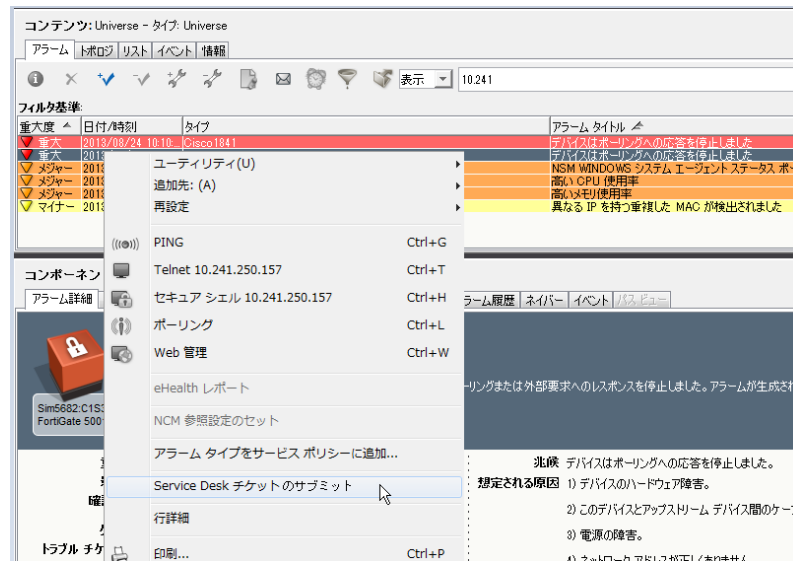 コンテンツ: Universe - タイプ: Universe
アラーム トポロジ リスト イベント 情報
表示 10.241
フィルタ基準:
重大度 日付/時刻 タイプ アラーム タイトル
重大 2013/08/24 10:10:... Cisco1841 デバイスはポーリングへの応答を停止しました
重大 2013 デバイスはポーリングへの応答を停止しました
メジャー 2013 NSM WINDOWS システム エージェント ステータス ポー
メジャー 2013 高い CPU 使用率
メジャー 2013 高いメモリ使用率
マイナー 2013 異なる IP を持つ重複した MAC が検出されました
ユーティリティ(U)
追加先: (A)
再設定
PING Ctrl+G
Telnet 10.241.250.157 Ctrl+T
セキュア シェル 10.241.250.157 Ctrl+H
ポーリング Ctrl+L
Web 管理 Ctrl+W
eHealth レポート
NCM 参照設定のセット
アラーム タイプをサービス ポリシーに追加...
Service Desk チケットのサブミット
行詳細
印刷... Ctrl+P
コンポーネン
アラーム詳細 ラーム履歴 ネイバー イベント パス ビュー
ーリングまたは外部要求へのレスポンスを停止しました。アラームが生成され
Sim5682:C1S
FortiGate 500
兆候 デバイスはポーリングへの応答を停止しました。
想定される原因 1) デバイスのハードウェア障害。
2) このデバイスとアップストリーム デバイス間のケー
3) 電源の障害。
4) ネットワーク アドレスが正しくありません
確
トラブル チケ